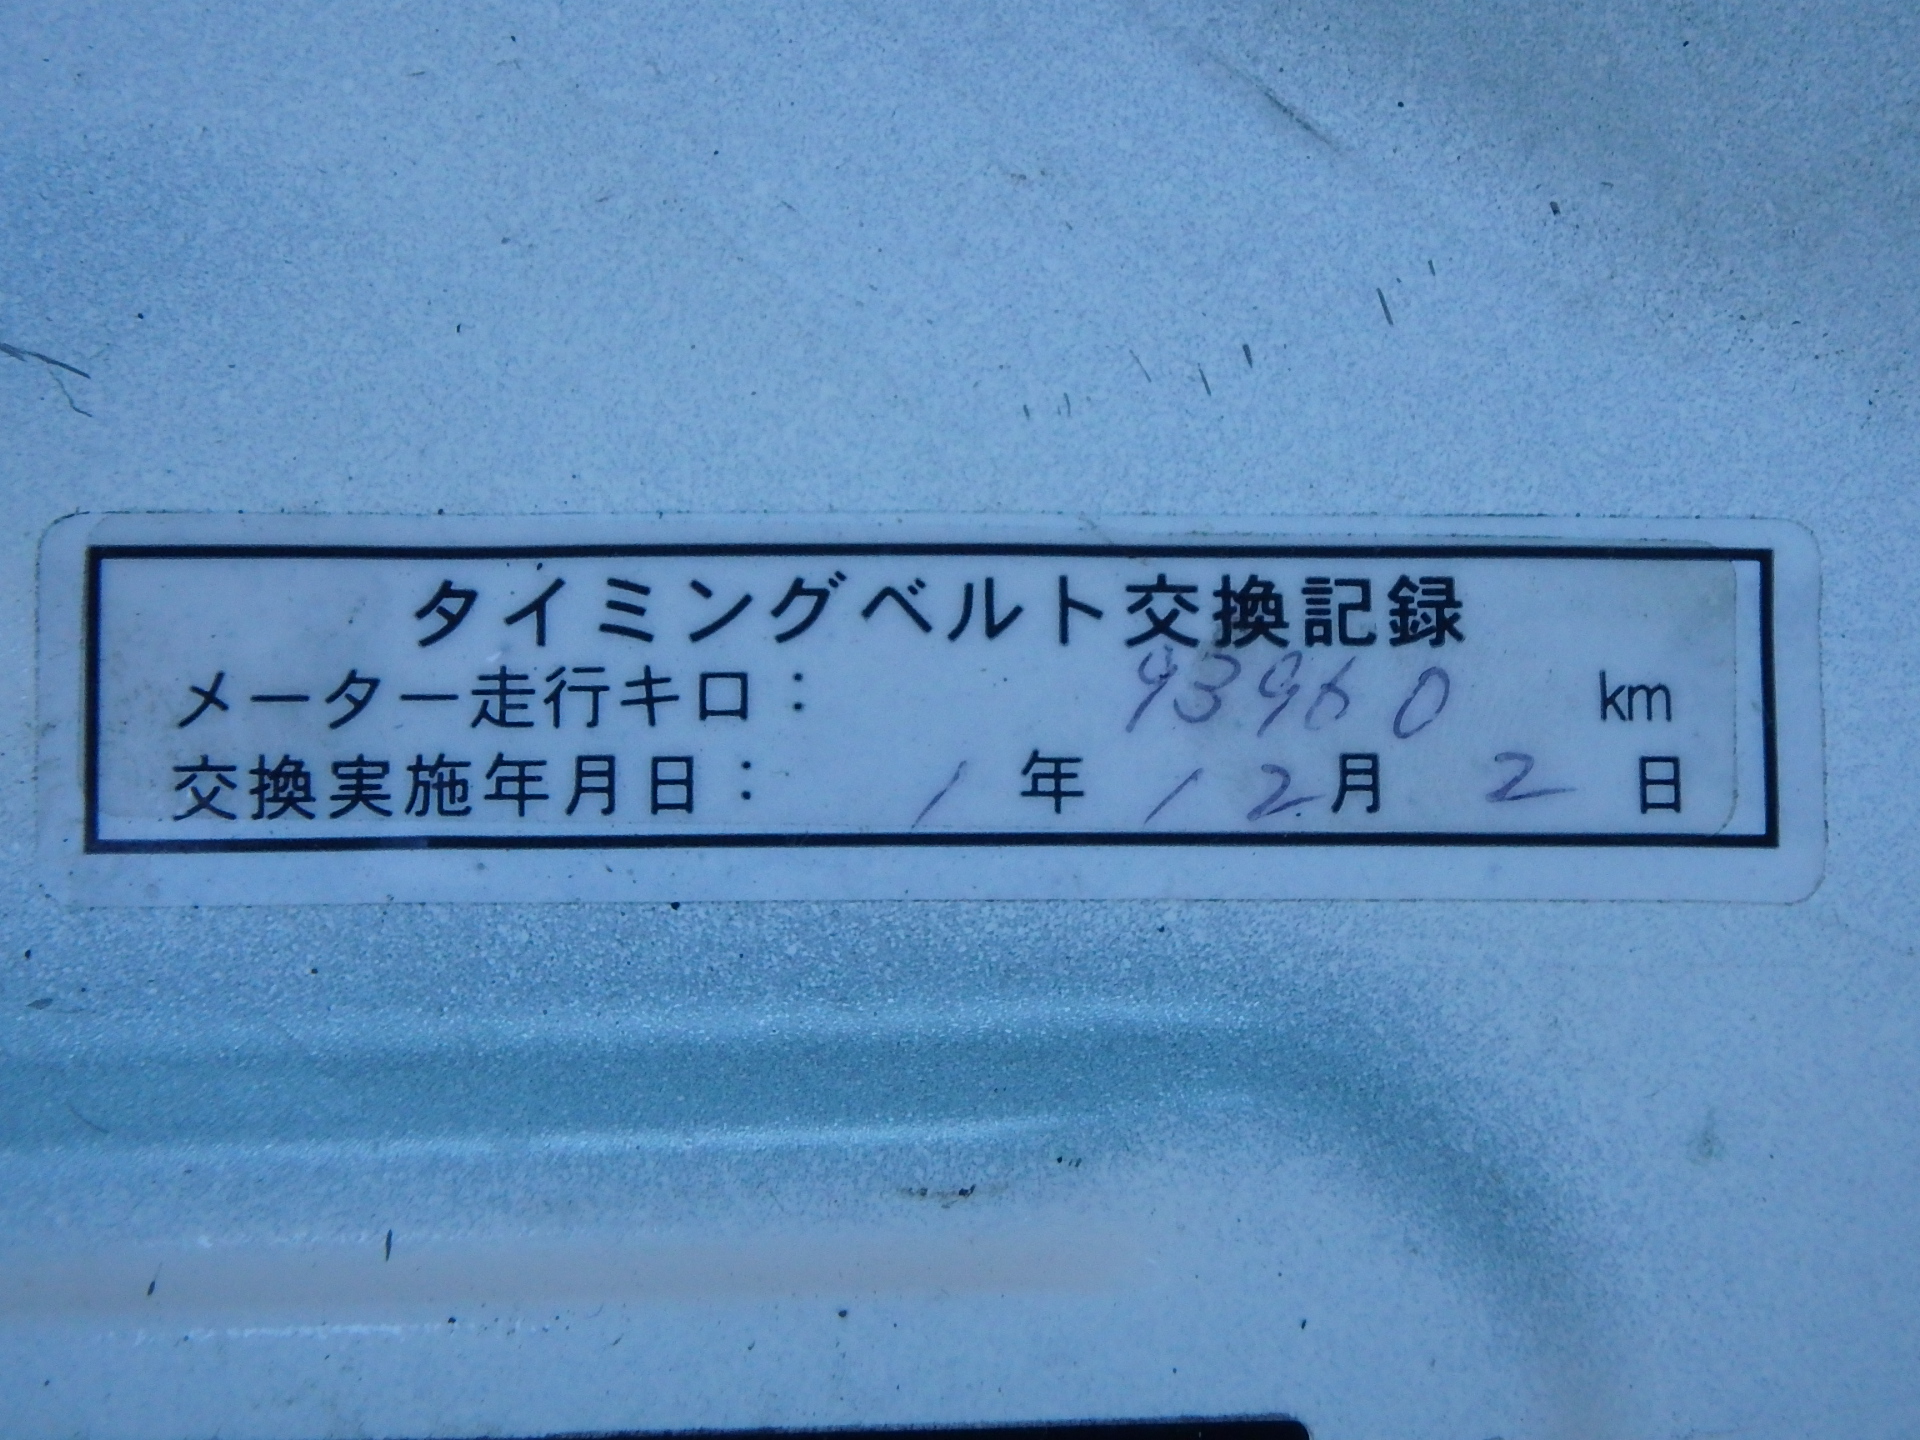 タイミングベルト交換記録
メーター走行キロ： 93960 km
交換実施年月日： 1 年 12 月 2 日